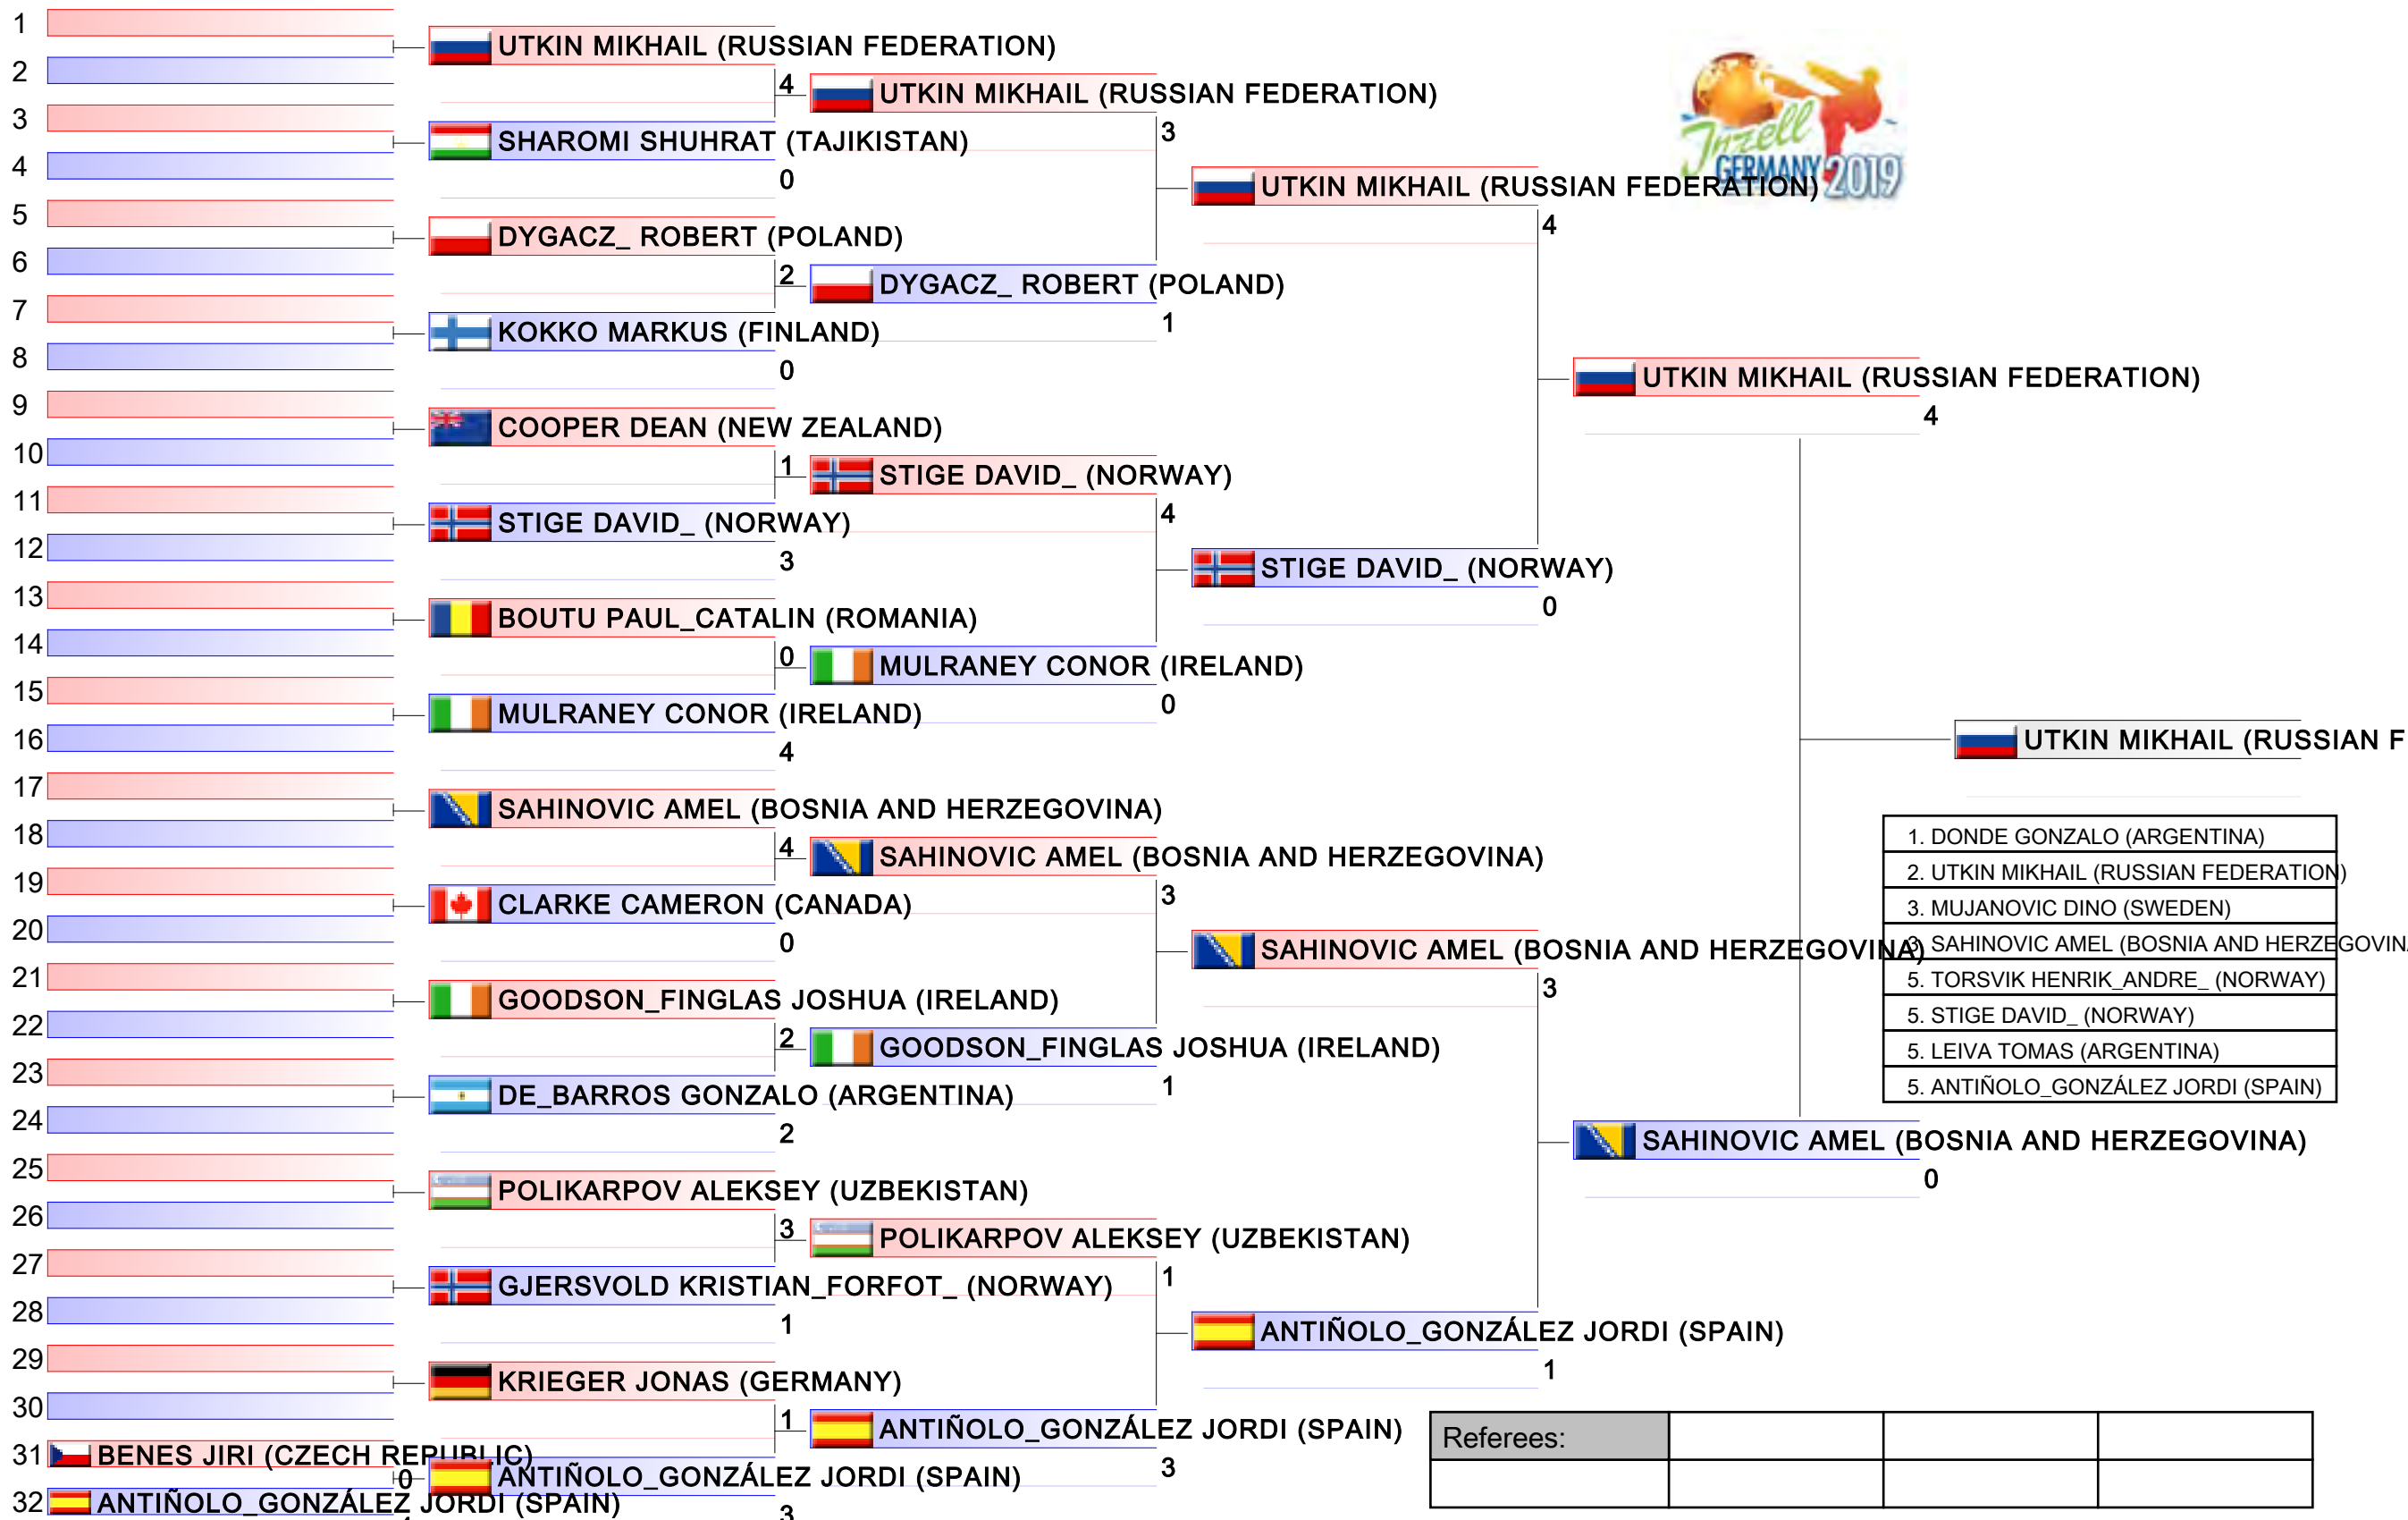 1
2
3
4
5
6
7
8
9
10
11
12
13
14
15
16
17
18
19
20
21
22
23
24
25
26
27
28
29
30
31 BENES JIRI (CZECH REPUBLIC)
0
32 ANTIÑOLO_GONZÁLEZ JORDI (SPAIN)
UTKIN MIKHAIL (RUSSIAN FEDERATION)
4
SHAROMI SHUHRAT (TAJIKISTAN)
0
DYGACZ_ ROBERT (POLAND)
2
KOKKO MARKUS (FINLAND)
0
COOPER DEAN (NEW ZEALAND)
1
STIGE DAVID_ (NORWAY)
3
BOUTU PAUL_CATALIN (ROMANIA)
0
MULRANEY CONOR (IRELAND)
4
SAHINOVIC AMEL (BOSNIA AND HERZEGOVINA)
4
CLARKE CAMERON (CANADA)
0
GOODSON_FINGLAS JOSHUA (IRELAND)
2
DE_BARROS GONZALO (ARGENTINA)
2
POLIKARPOV ALEKSEY (UZBEKISTAN)
3
GJERSVOLD KRISTIAN_FORFOT_ (NORWAY)
1
KRIEGER JONAS (GERMANY)
1
ANTIÑOLO_GONZÁLEZ JORDI (SPAIN)
3
UTKIN MIKHAIL (RUSSIAN FEDERATION)
3
DYGACZ_ ROBERT (POLAND)
1
STIGE DAVID_ (NORWAY)
4
MULRANEY CONOR (IRELAND)
0
SAHINOVIC AMEL (BOSNIA AND HERZEGOVINA)
3
GOODSON_FINGLAS JOSHUA (IRELAND)
1
POLIKARPOV ALEKSEY (UZBEKISTAN)
1
ANTIÑOLO_GONZÁLEZ JORDI (SPAIN)
3
UTKIN MIKHAIL (RUSSIAN FEDERATION)
4
STIGE DAVID_ (NORWAY)
0
SAHINOVIC AMEL (BOSNIA AND HERZEGOVINA)
3
ANTIÑOLO_GONZÁLEZ JORDI (SPAIN)
1
Inzell
GERMANY 2019
UTKIN MIKHAIL (RUSSIAN FEDERATION)
4
SAHINOVIC AMEL (BOSNIA AND HERZEGOVINA)
0
UTKIN MIKHAIL (RUSSIAN F
1. DONDE GONZALO (ARGENTINA)
2. UTKIN MIKHAIL (RUSSIAN FEDERATION)
3. MUJANOVIC DINO (SWEDEN)
3. SAHINOVIC AMEL (BOSNIA AND HERZEGOVIN
5. TORSVIK HENRIK_ANDRE_ (NORWAY)
5. STIGE DAVID_ (NORWAY)
5. LEIVA TOMAS (ARGENTINA)
5. ANTIÑOLO_GONZÁLEZ JORDI (SPAIN)
Referees: